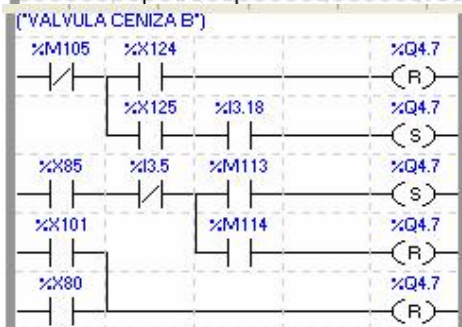 ("VALVULA CENIZA B")
%M105 %X124 %Q4.7
R
%X125 %I3.18 %Q4.7
S
%X85 %I3.5 %M113 %Q4.7
S
%X101 %M114 %Q4.7
R
%X80 %Q4.7
R